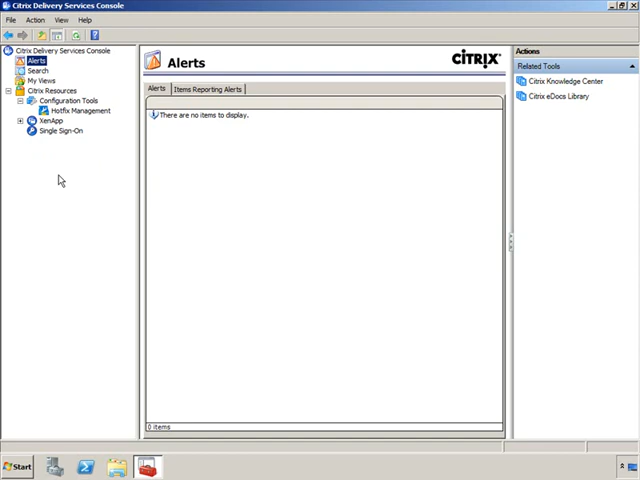 Citrix Delivery Services Console
File Action View Help
Citrix Delivery Services Console
Alerts
Search
My Views
Citrix Resources
Configuration Tools
Hotfix Management
XenApp
Single Sign-On
Alerts
CITRIX
Alerts Items Reporting Alerts
There are no items to display.
0 items
Actions
Related Tools
Citrix Knowledge Center
Citrix eDocs Library
Start